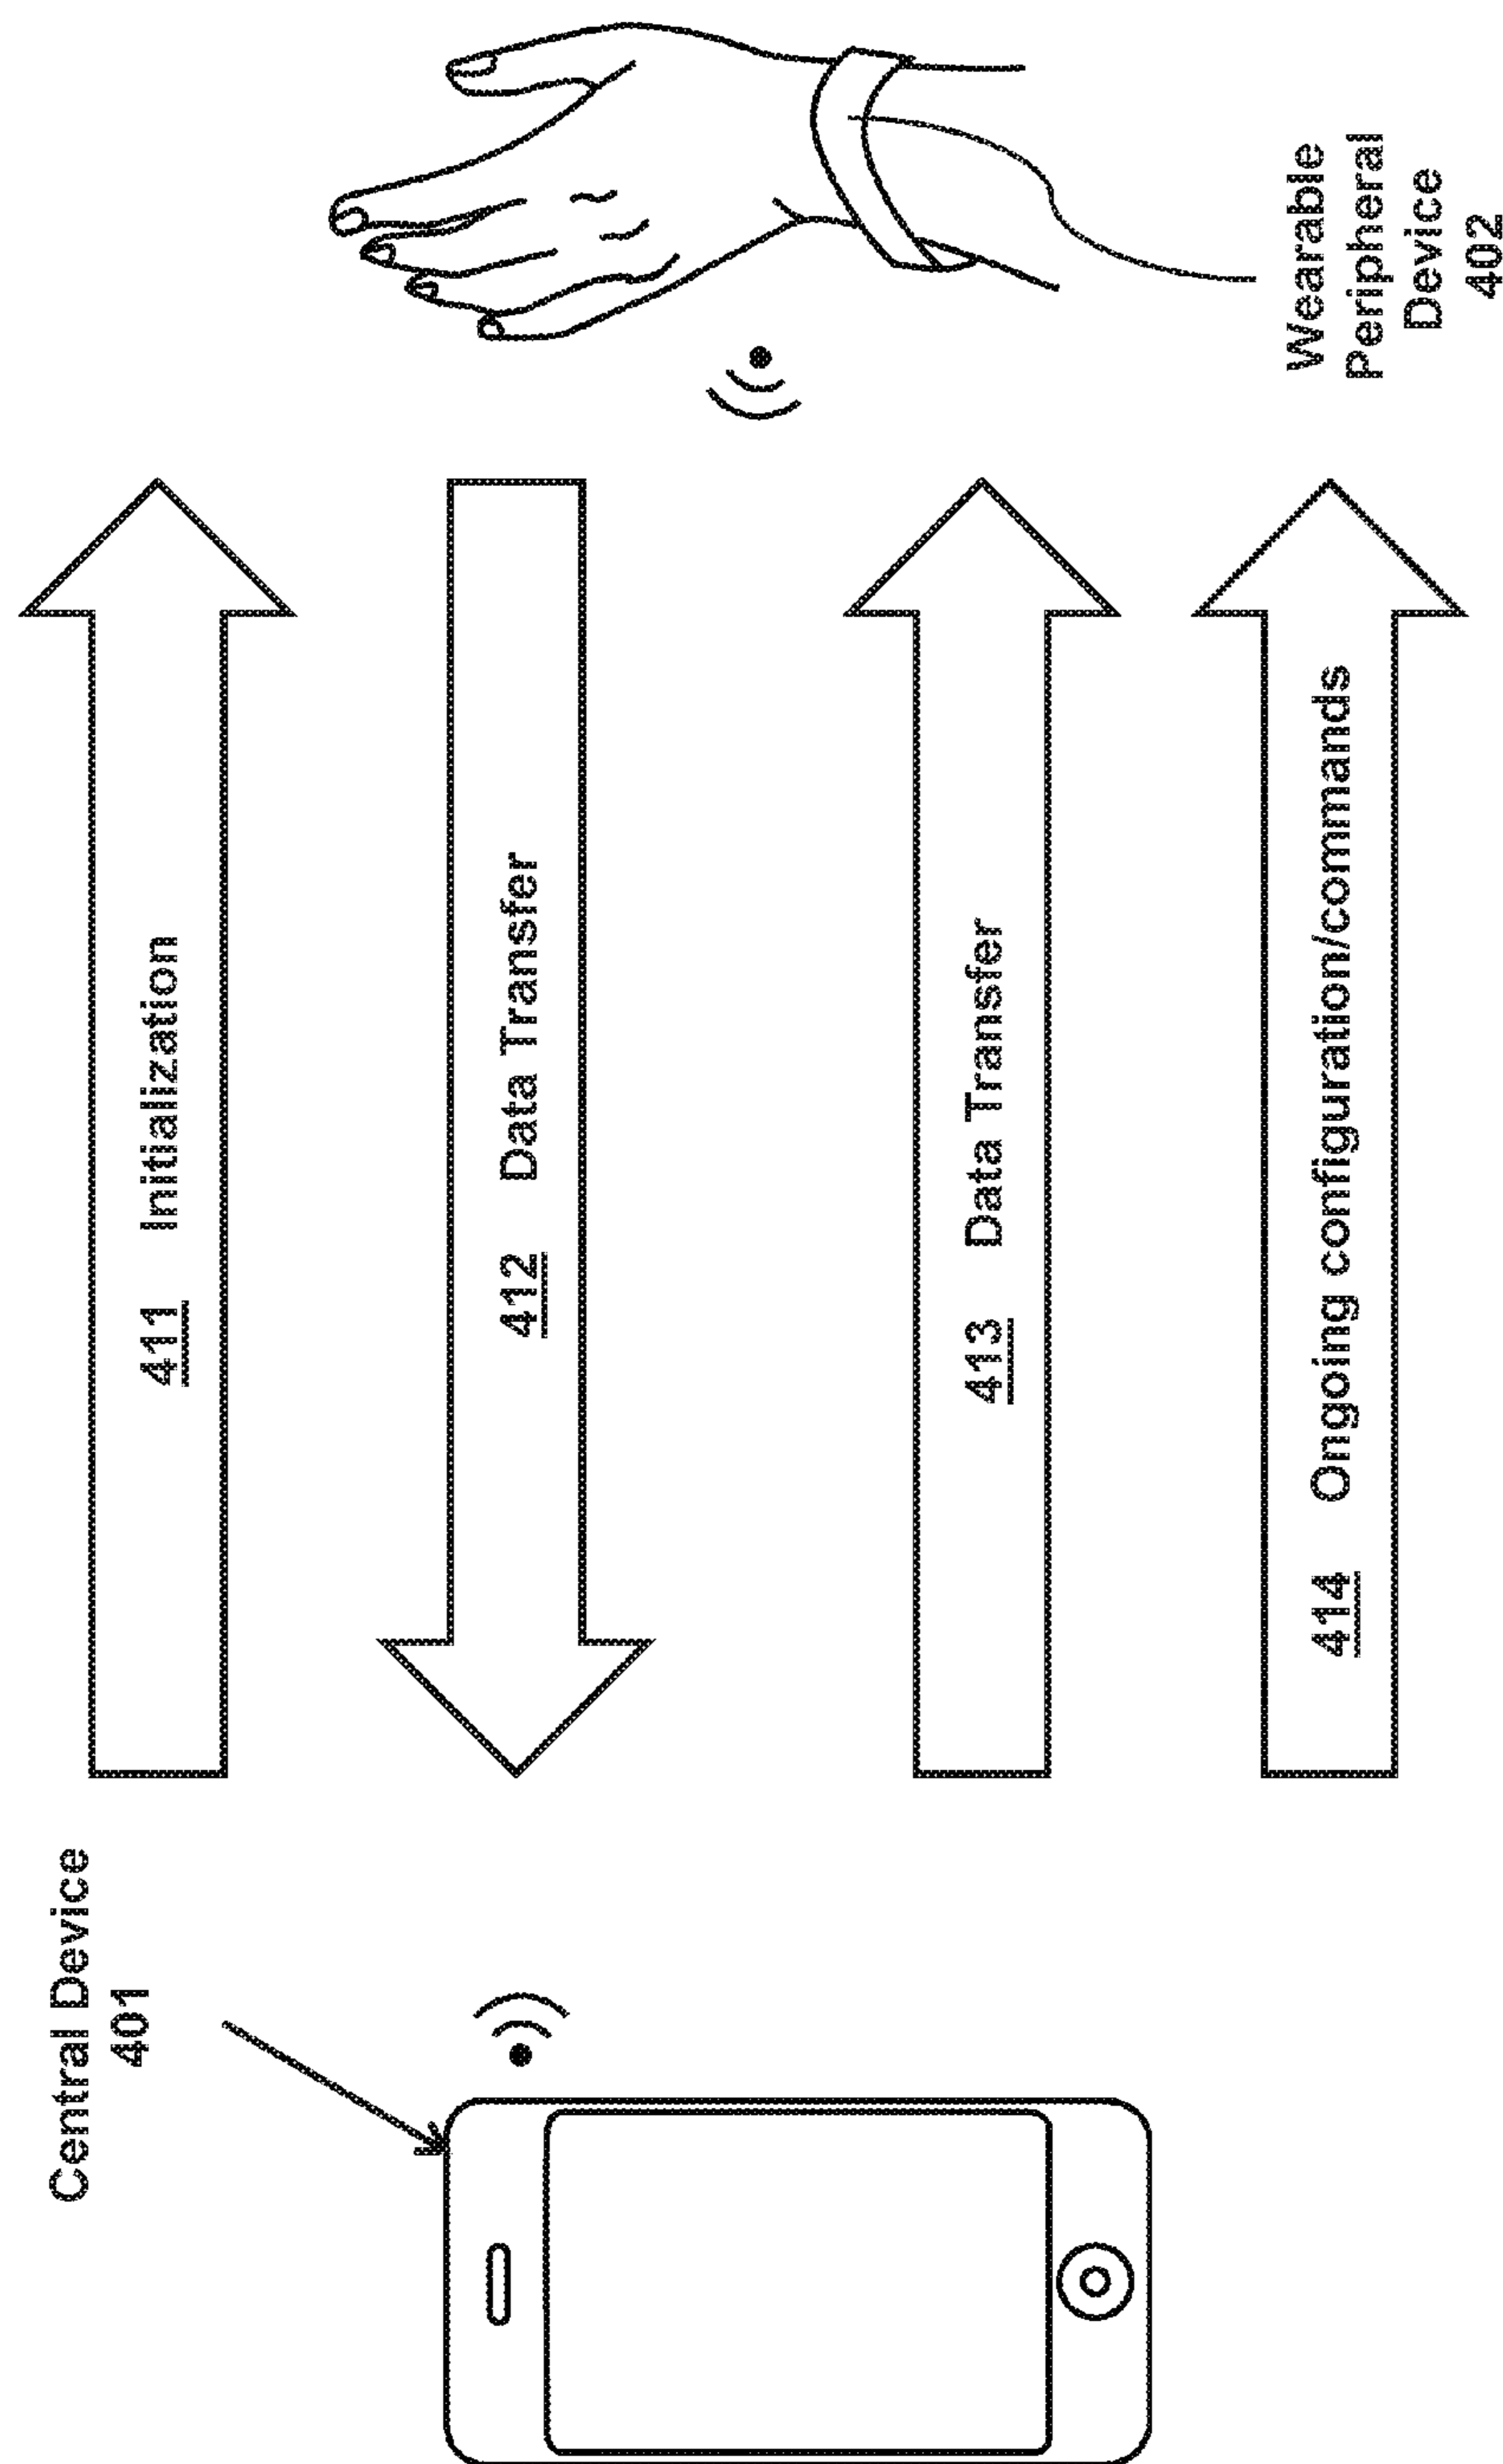 Central Device
401
411 Initialization
412 Data Transfer
413 Data Transfer
414 Ongoing configuration/commands
Wearable
Peripheral
Device
402